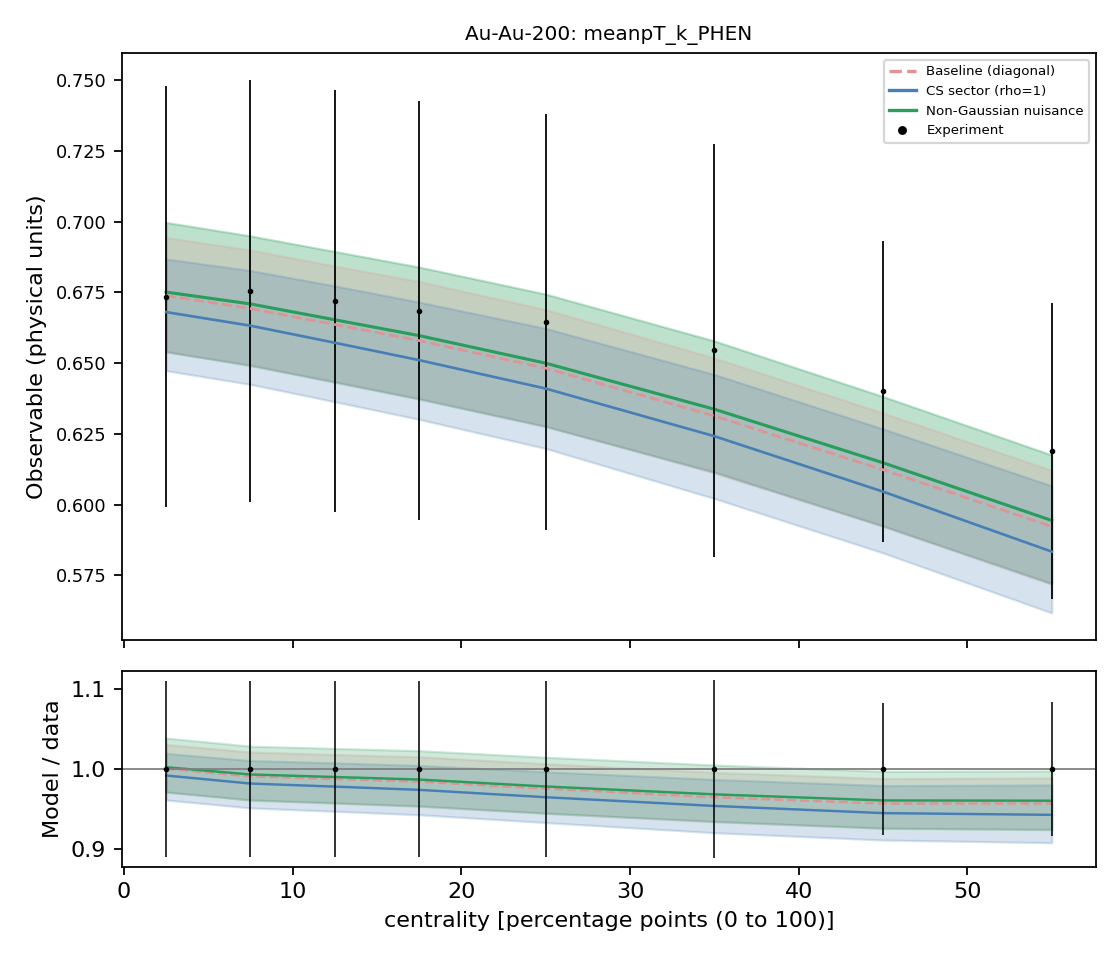 Au-Au-200: meanpT_k_PHEN
Baseline (diagonal)
CS sector (rho=1)
Non-Gaussian nuisance
Experiment
Observable (physical units)
0.750
0.725
0.700
0.675
0.650
0.625
0.600
0.575
Model / data
1.1
1.0
0.9
0 10 20 30 40 50
centrality [percentage points (0 to 100)]